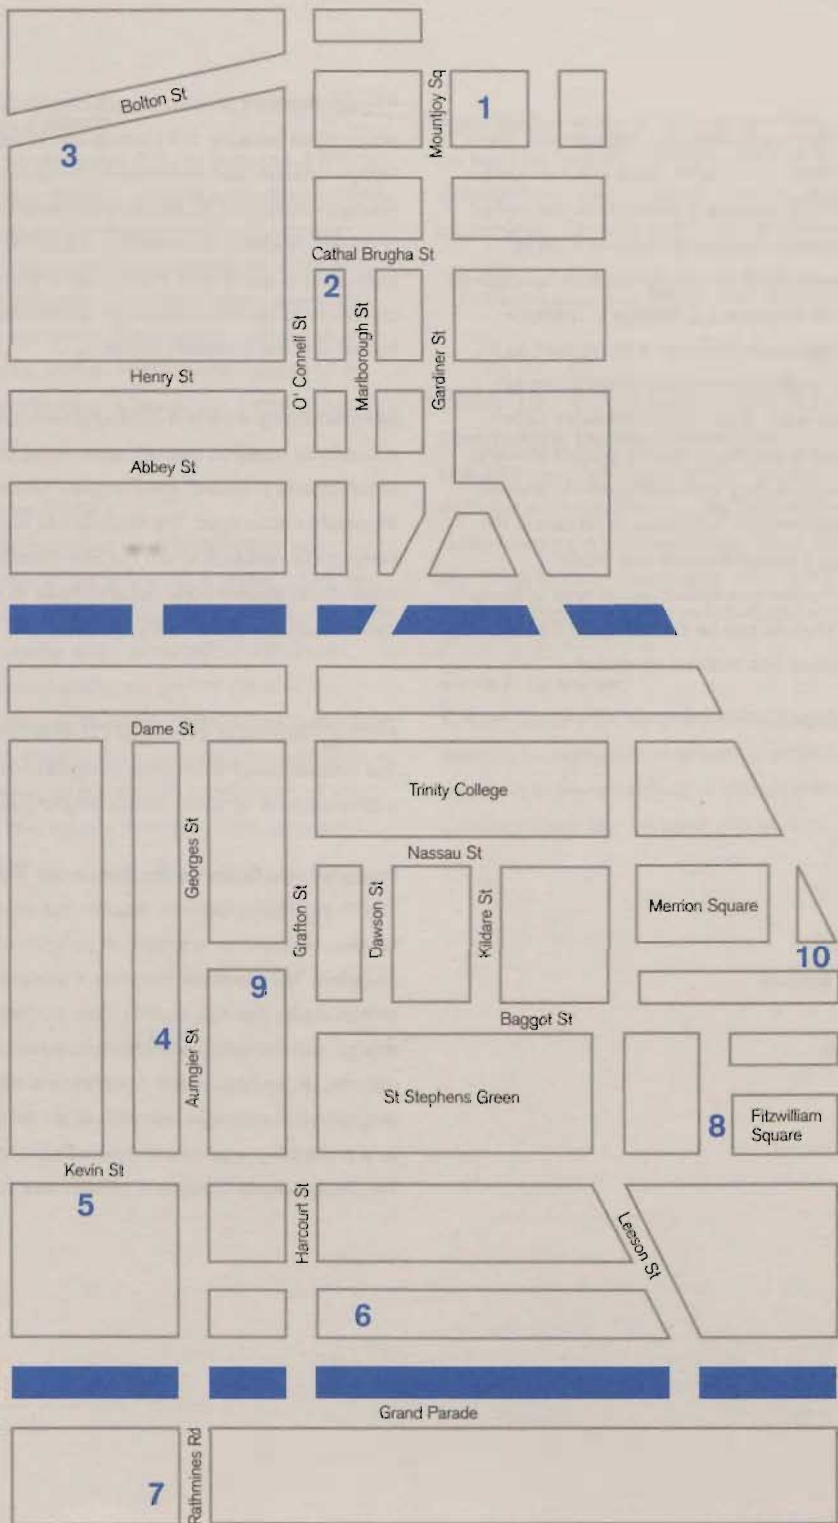 Bolton St
Mountjoy Sq
1
3
Cathal Brugha St
2
O' Connell St
Marlborough St
Gardiner St
Henry St
Abbey St
Dame St
Georges St
Trinity College
Nassau St
Grafton St
Dawson St
Kildare St
Merrion Square
10
9
4
Aumgier St
Baggot St
St Stephens Green
8
Fitzwilliam
Square
Kevin St
5
Harcourt St
Leeson St
6
Grand Parade
7
Rathmines Rd